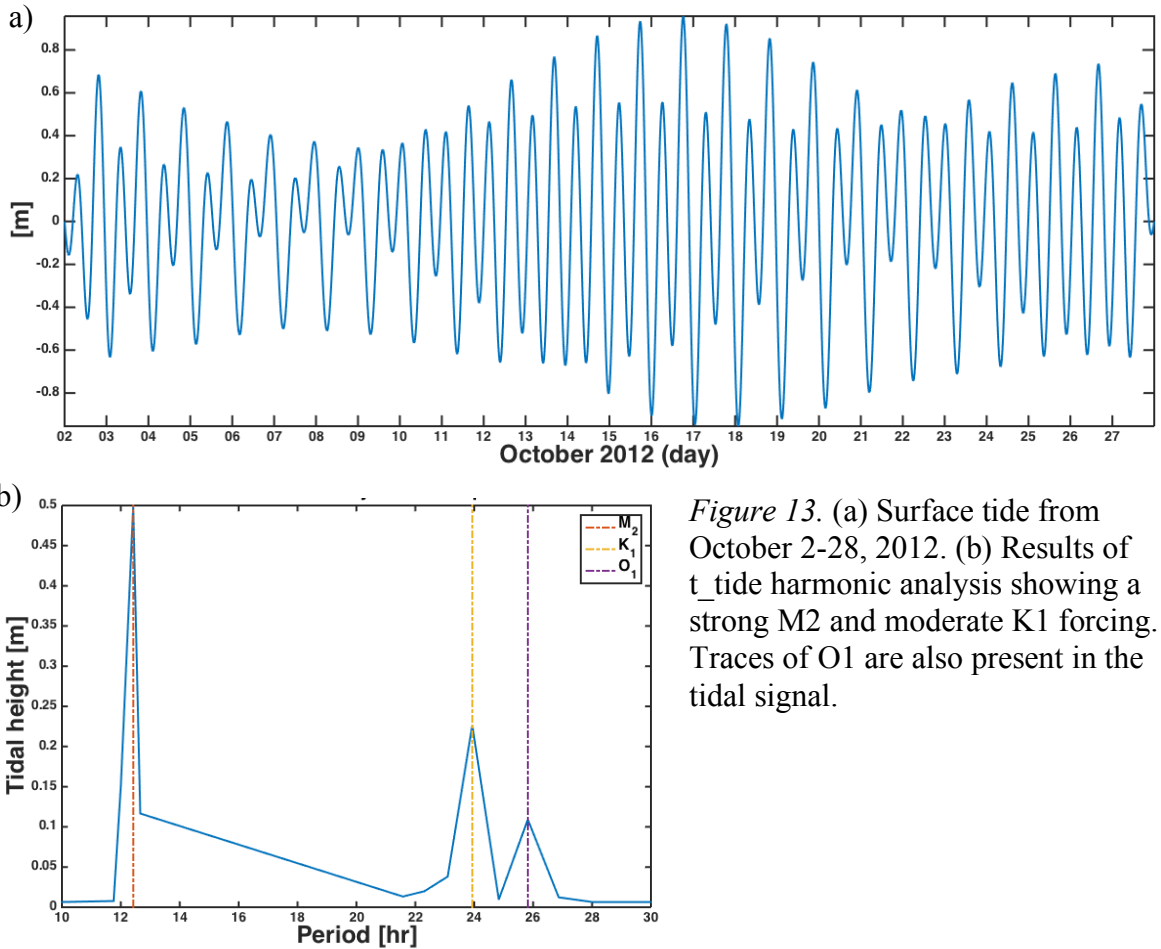 a)
0.8
0.6
0.4
0.2
0
-0.2
-0.4
-0.6
-0.8
[m]
02 03 04 05 06 07 08 09 10 11 12 13 14 15 16 17 18 19 20 21 22 23 24 25 26 27
October 2012 (day)
b)
0.5
0.45
0.4
0.35
0.3
0.25
0.2
0.15
0.1
0.05
0
Tidal height [m]
10 12 14 16 18 20 22 24 26 28 30
Period [hr]
M2
K1
O1
Figure 13. (a) Surface tide from
October 2-28, 2012. (b) Results of
t_tide harmonic analysis showing a
strong M2 and moderate K1 forcing.
Traces of O1 are also present in the
tidal signal.